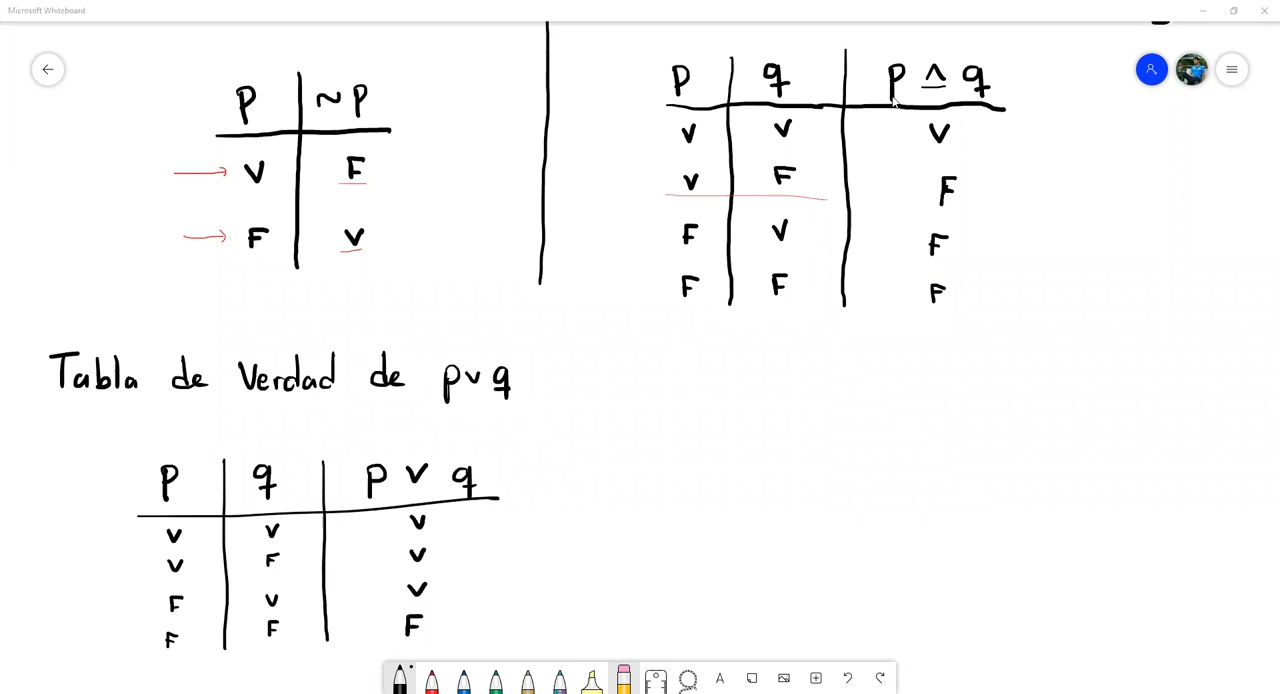 Microsoft Whiteboard
p ~p
V F
F V
p q p ∧ q
V V V
V F F
F V F
F F F
Tabla de Verdad de p v q
p q p v q
V V V
V F V
F V V
F F F
A